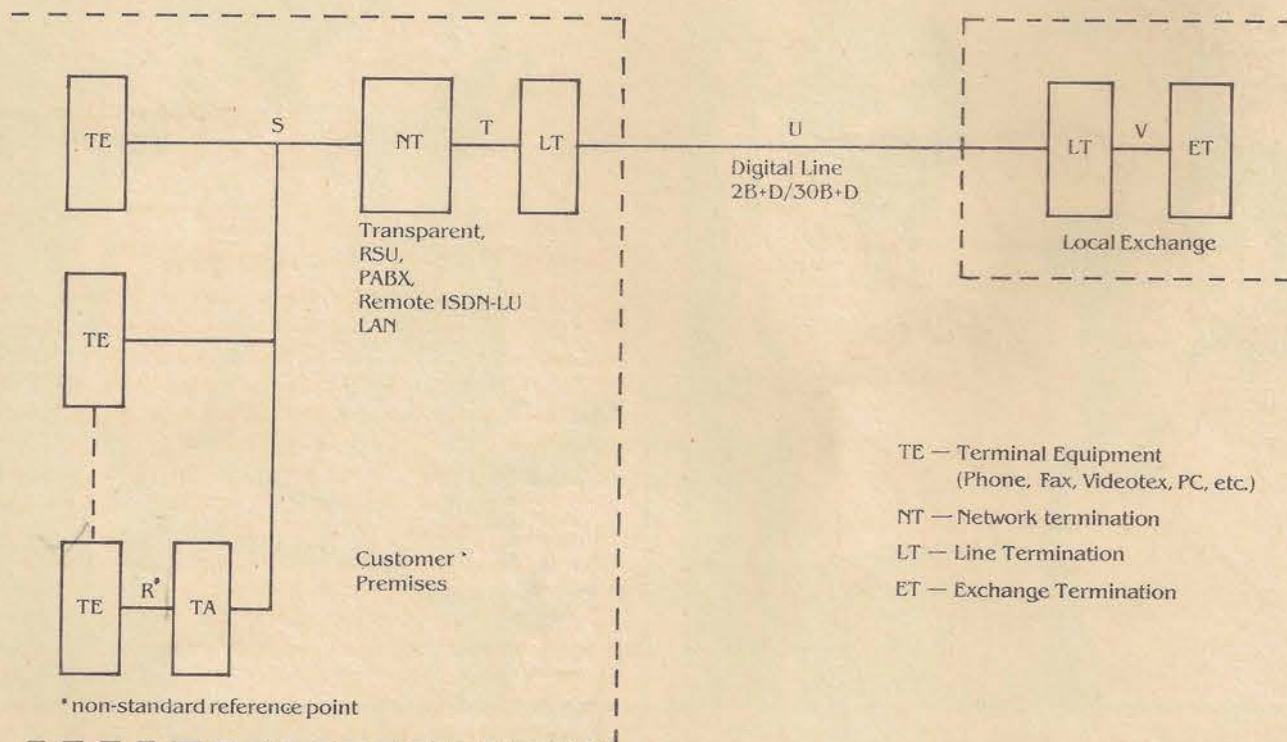 TE
S
NT
T
LT
U
LT
V
ET
Digital Line
2B+D/30B+D
Transparent,
RSU,
PABX,
Remote ISDN-LU
LAN
Local Exchange
TE
TE — Terminal Equipment
(Phone, Fax, Videotex, PC, etc.)
NT — Network termination
LT — Line Termination
ET — Exchange Termination
Customer *
Premises
TE
R*
TA
* non-standard reference point